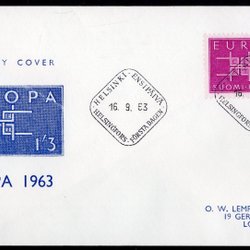 Y COVER
OPA
1'3
PA 1963
HELSINKI - ENSIPÄIVÄ
16. 9. 63
HELSINGFORS - FÖRSTA DAGEN
EUR
SUOMI-F
O. W. LEMP
19 GER
LO